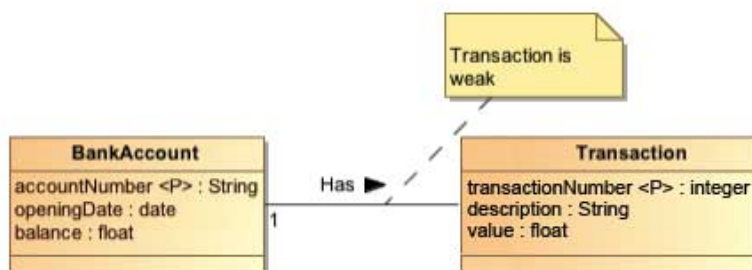 Transaction is
weak
BankAccount
accountNumber <P> : String
openingDate : date
balance : float
Has
1
Transaction
transactionNumber <P> : integer
description : String
value : float